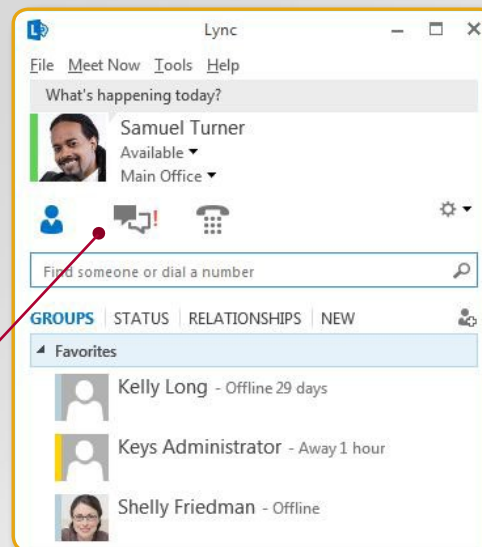 Lync
File Meet Now Tools Help
What's happening today?
Samuel Turner
Available
Main Office
Find someone or dial a number
GROUPS STATUS RELATIONSHIPS NEW
Favorites
Kelly Long - Offline 29 days
Keys Administrator - Away 1 hour
Shelly Friedman - Offline